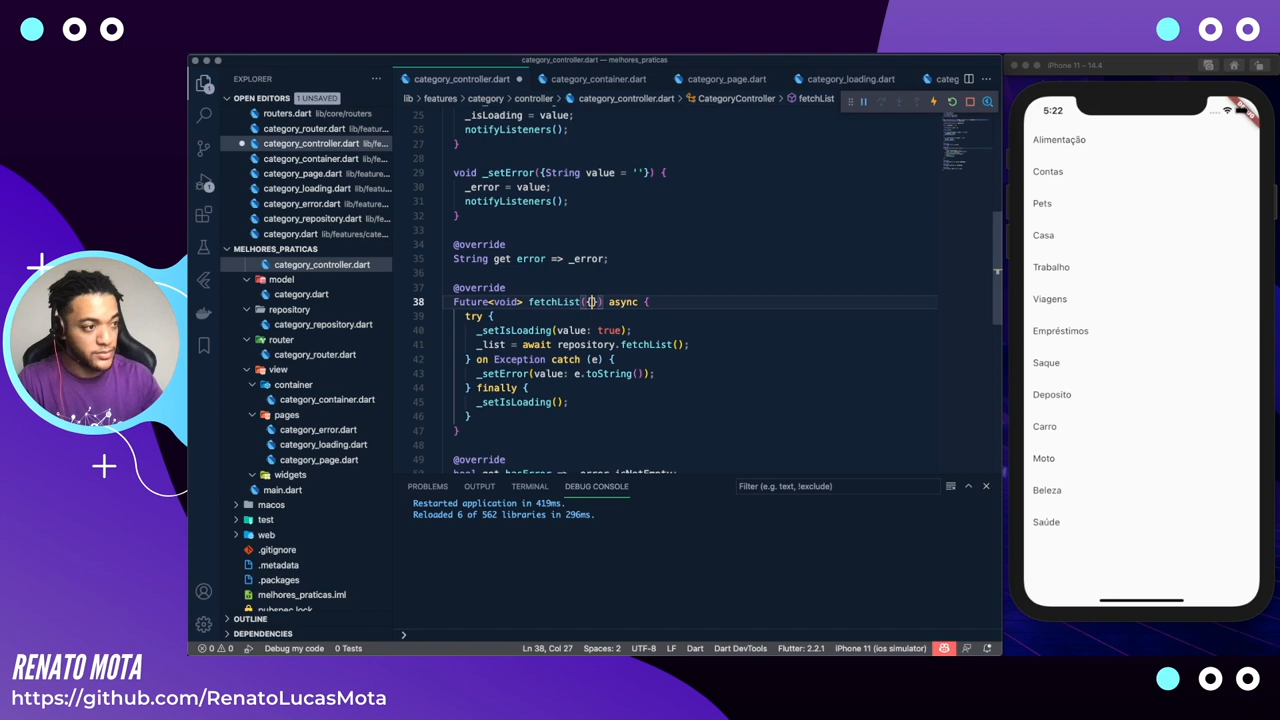 category_controller.dart — melhores_praticas
EXPLORER
OPEN EDITORS 1 UNSAVED
routers.dart lib/core/routers
category_router.dart lib/featur...
category_controller.dart lib/fe...
category_container.dart lib/fe...
category_page.dart lib/feature...
category_loading.dart lib/featu...
category_error.dart lib/feature...
category_repository.dart lib/fe...
category.dart lib/features/cate...
MELHORES_PRATICAS
category_controller.dart
model
category.dart
repository
category_repository.dart
router
category_router.dart
view
container
category_container.dart
pages
category_error.dart
category_loading.dart
category_page.dart
widgets
main.dart
macos
test
web
.gitignore
.metadata
.packages
melhores_praticas.iml
pubspec.lock
OUTLINE
DEPENDENCIES
category_controller.dart
category_container.dart
category_page.dart
category_loading.dart
categ
lib > features > category > controller > category_controller.dart > CategoryController > fetchList
25 _isLoading = value;
26 notifyListeners();
27 }
28
29 void _setError({String value = ''}) {
30 _error = value;
31 notifyListeners();
32 }
33
34 @override
35 String get error => _error;
36
37 @override
38 Future<void> fetchList({}) async {
39 try {
40 _setIsLoading(value: true);
41 _list = await repository.fetchList();
42 } on Exception catch (e) {
43 _setError(value: e.toString());
44 } finally {
45 _setIsLoading();
46 }
47 }
48
49 @override
50 bool get hasError => _error.isNotEmpty;
PROBLEMS OUTPUT TERMINAL DEBUG CONSOLE
Filter (e.g. text, !exclude)
Restarted application in 419ms.
Reloaded 6 of 562 libraries in 296ms.
0 0 Debug my code 0 Tests Ln 38, Col 27 Spaces: 2 UTF-8 LF Dart Dart DevTools Flutter: 2.2.1 iPhone 11 (ios simulator)
iPhone 11 – 14.4
5:22
Alimentação
Contas
Pets
Casa
Trabalho
Viagens
Empréstimos
Saque
Deposito
Carro
Moto
Beleza
Saúde
RENATO MOTA
https://github.com/RenatoLucasMota